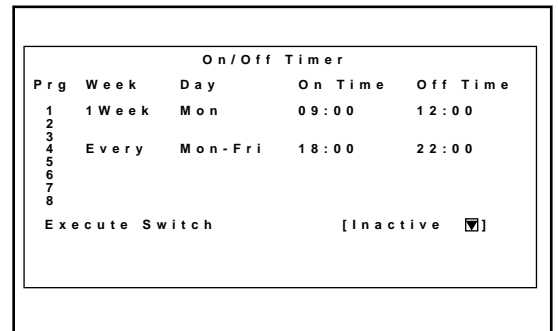 On/Off Timer
Prg Week Day On Time Off Time
1 1Week Mon 09:00 12:00
2
3
4 Every Mon-Fri 18:00 22:00
5
6
7
8
Execute Switch [Inactive ▼]